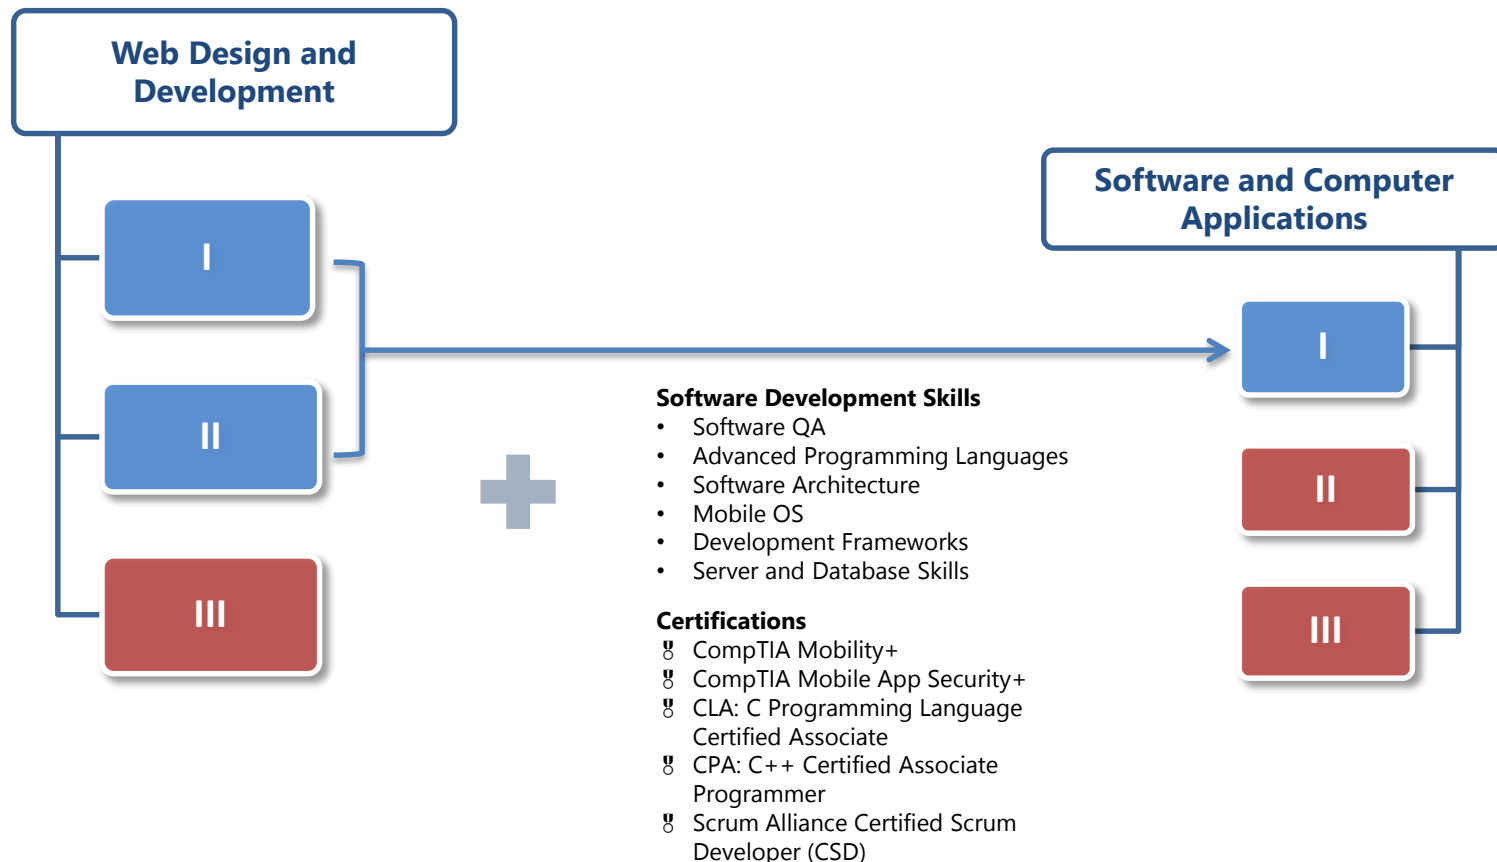 Web Design and
Development
I
II
III
Software and Computer
Applications
I
II
III
Software Development Skills
• Software QA
• Advanced Programming Languages
• Software Architecture
• Mobile OS
• Development Frameworks
• Server and Database Skills
Certifications
🎖 CompTIA Mobility+
🎖 CompTIA Mobile App Security+
🎖 CLA: C Programming Language
Certified Associate
🎖 CPA: C++ Certified Associate
Programmer
🎖 Scrum Alliance Certified Scrum
Developer (CSD)